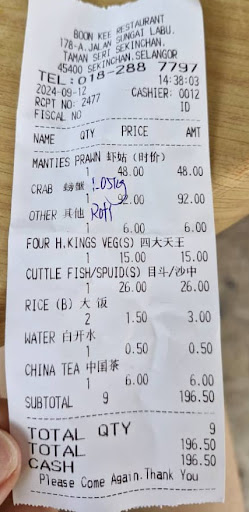 BOON KEE RESTAURANT
178-A.JALAN SUNGAI LABU.
TAMAN SERI SEKINCHAN.
45400 SEKINCHAN.SELANGOR
TEL:018-288 7797
2024-09-12 14:38:03
RCPT NO: 2477 CASHIER: 0012
FISCAL NO ID
NAME QTY PRICE AMT
MANTIES PRAWN 虾蛄（时价）
1 48.00 48.00
CRAB 螃蟹 1.05kg
1 92.00 92.00
OTHER 其他 Roti
1 6.00 6.00
FOUR H.KINGS VEG(S) 四大天王
1 15.00 15.00
CUTTLE FISH/SPUID(S) 目斗/沙中
1 26.00 26.00
RICE (B) 大 饭
2 1.50 3.00
WATER 白开水
1 0.50 0.50
CHINA TEA 中国茶
1 6.00 6.00
SUBTOTAL 9 196.50
TOTAL QTY 9
TOTAL 196.50
CASH 196.50
Please Come Again.Thank You